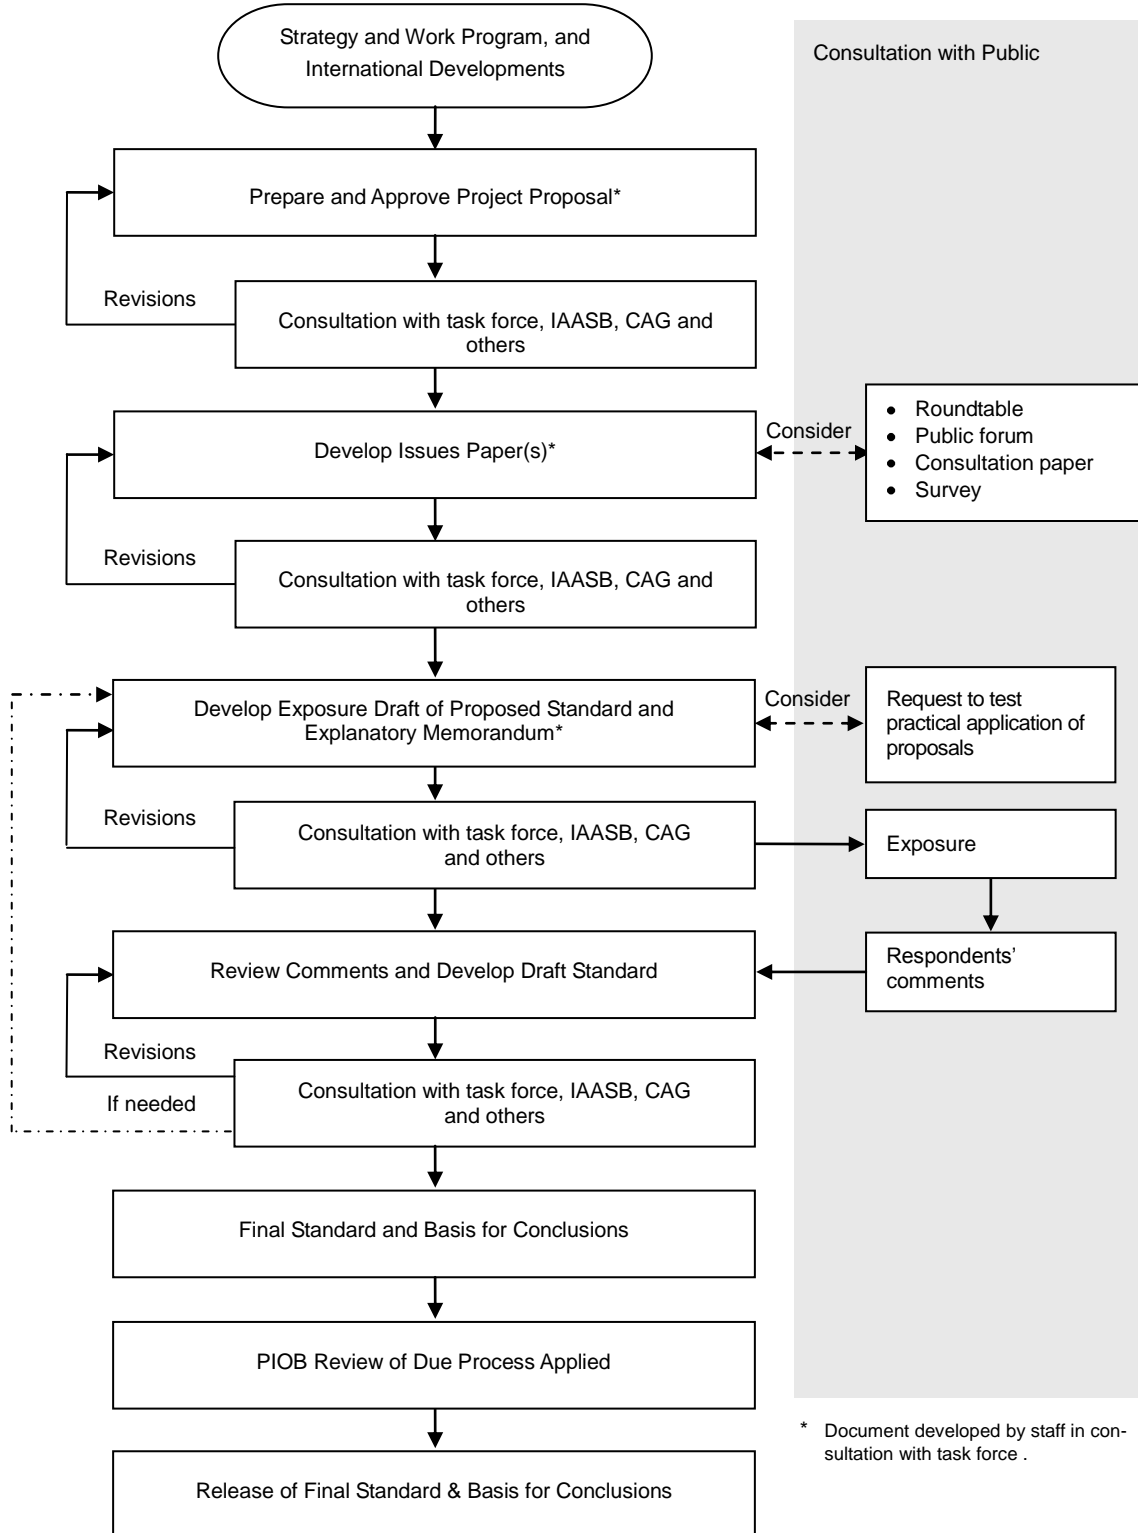 Strategy and Work Program, and
International Developments
Consultation with Public
Prepare and Approve Project Proposal*
Revisions
Consultation with task force, IAASB, CAG and
others
Develop Issues Paper(s)*
Consider
• Roundtable
• Public forum
• Consultation paper
• Survey
Revisions
Consultation with task force, IAASB, CAG and
others
Develop Exposure Draft of Proposed Standard and
Explanatory Memorandum*
Consider
Request to test
practical application of
proposals
Revisions
Consultation with task force, IAASB, CAG
and others
Exposure
Review Comments and Develop Draft Standard
Respondents'
comments
Revisions
If needed
Consultation with task force, IAASB, CAG
and others
Final Standard and Basis for Conclusions
PIOB Review of Due Process Applied
* Document developed by staff in con-
sultation with task force .
Release of Final Standard & Basis for Conclusions